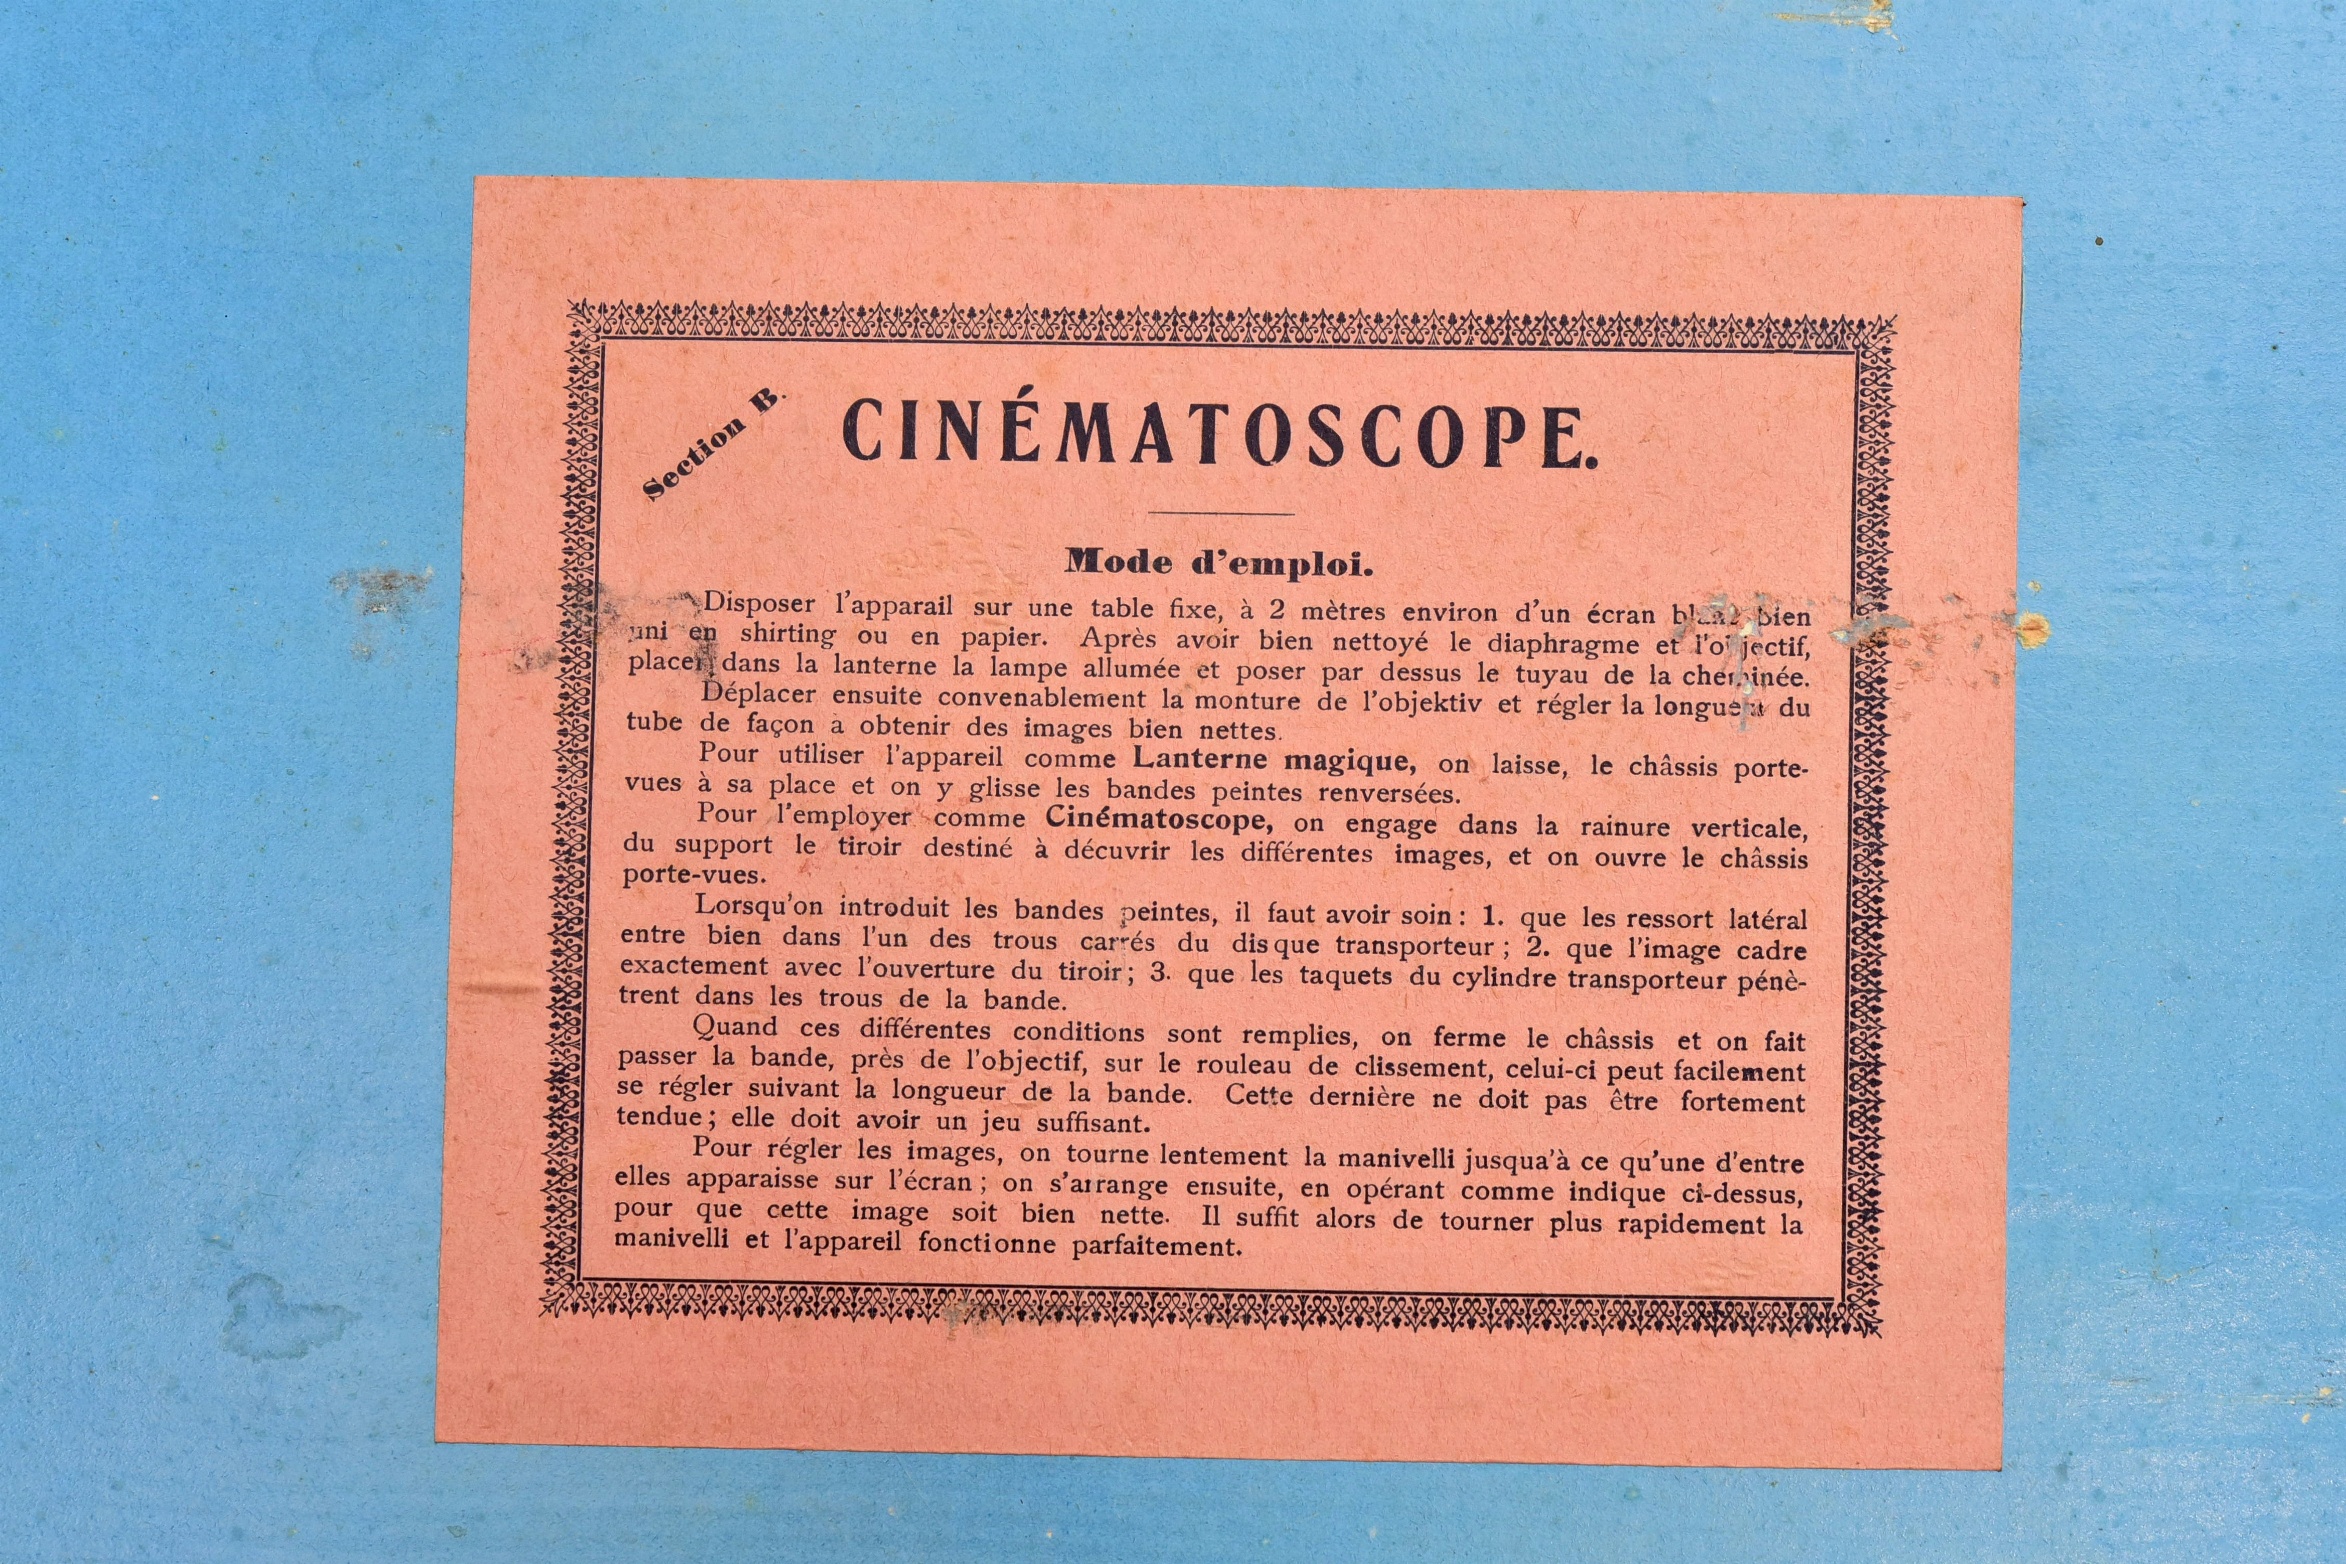 Section B.
CINÉMATOSCOPE.
Mode d'emploi.
Disposer l'apparail sur une table fixe, à 2 mètres environ d'un écran blanc bien
uni en shirting ou en papier. Après avoir bien nettoyé le diaphragme et l'objectif,
placer dans la lanterne la lampe allumée et poser par dessus le tuyau de la cheminée.
Déplacer ensuite convenablement la monture de l'objektiv et régler la longueur du
tube de façon à obtenir des images bien nettes.
Pour utiliser l'appareil comme Lanterne magique, on laisse, le châssis porte-
vues à sa place et on y glisse les bandes peintes renversées.
Pour l'employer comme Cinématoscope, on engage dans la rainure verticale,
du support le tiroir destiné à décuvrir les différentes images, et on ouvre le châssis
porte-vues.
Lorsqu'on introduit les bandes peintes, il faut avoir soin : 1. que les ressort latéral
entre bien dans l'un des trous carrés du disque transporteur ; 2. que l'image cadre
exactement avec l'ouverture du tiroir ; 3. que les taquets du cylindre transporteur pénè-
trent dans les trous de la bande.
Quand ces différentes conditions sont remplies, on ferme le châssis et on fait
passer la bande, près de l'objectif, sur le rouleau de clissement, celui-ci peut facilement
se régler suivant la longueur de la bande. Cette dernière ne doit pas être fortement
tendue ; elle doit avoir un jeu suffisant.
Pour régler les images, on tourne lentement la manivelli jusqua'à ce qu'une d'entre
elles apparaisse sur l'écran ; on s'arrange ensuite, en opérant comme indique ci-dessus,
pour que cette image soit bien nette. Il suffit alors de tourner plus rapidement la
manivelli et l'appareil fonctionne parfaitement.